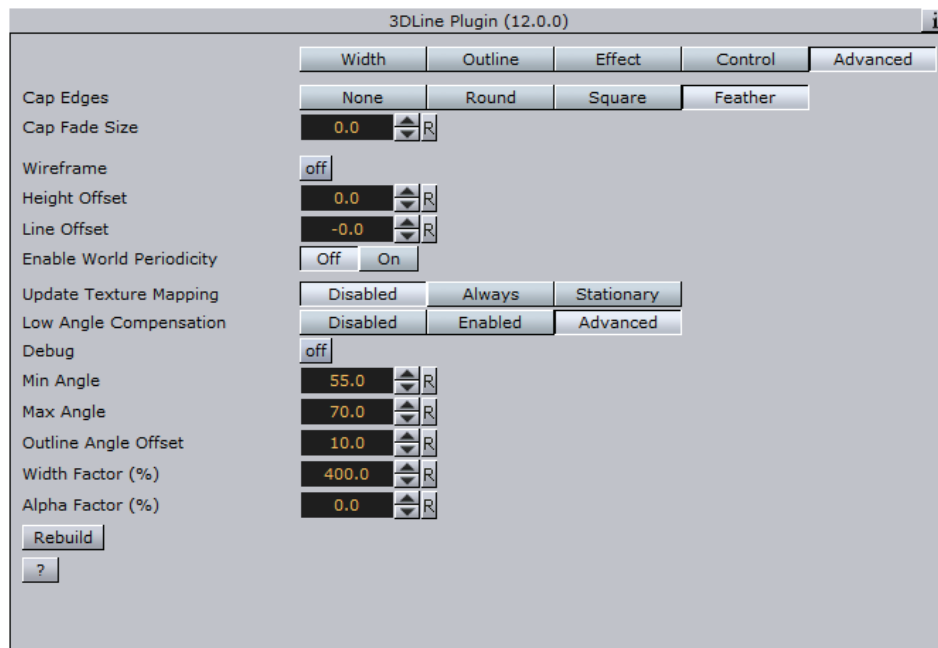 3DLine Plugin (12.0.0) i
Width Outline Effect Control Advanced
Cap Edges None Round Square Feather
Cap Fade Size 0.0 R
Wireframe off
Height Offset 0.0 R
Line Offset -0.0 R
Enable World Periodicity Off On
Update Texture Mapping Disabled Always Stationary
Low Angle Compensation Disabled Enabled Advanced
Debug off
Min Angle 55.0 R
Max Angle 70.0 R
Outline Angle Offset 10.0 R
Width Factor (%) 400.0 R
Alpha Factor (%) 0.0 R
Rebuild
?